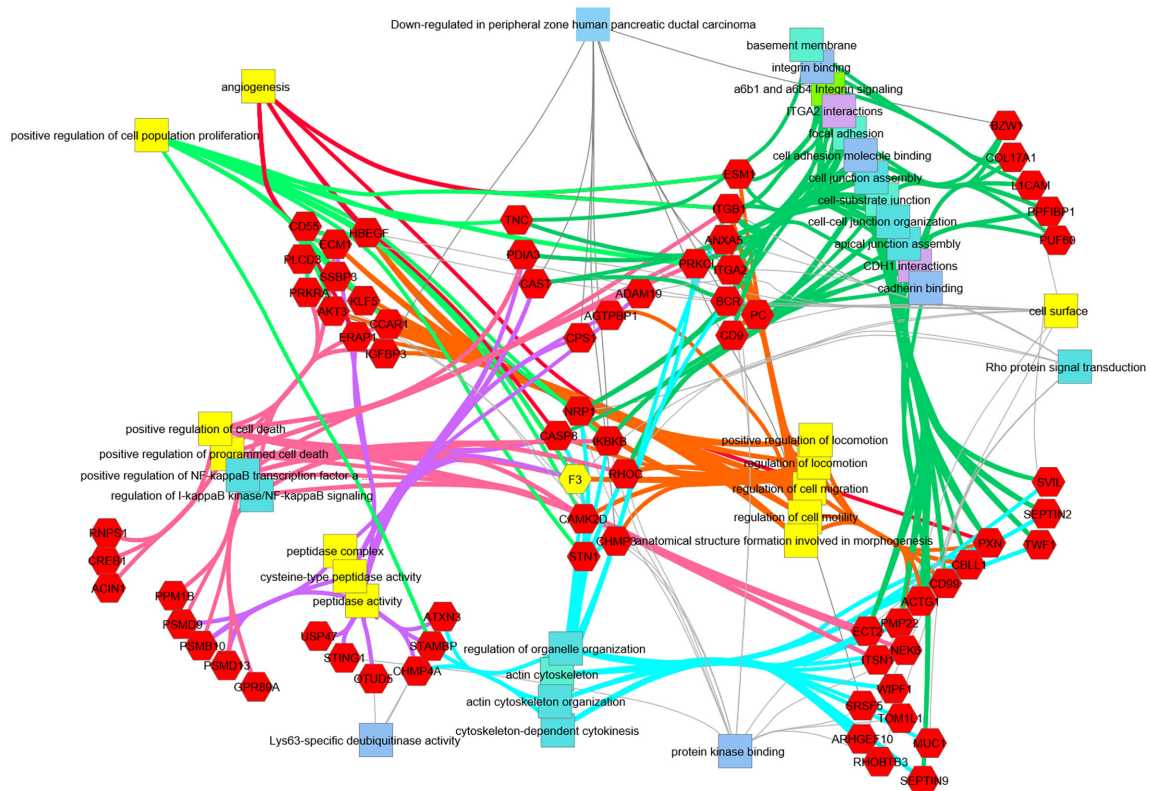 Down-regulated in peripheral zone human pancreatic ductal carcinoma
basement membrane
integrin binding
angiogenesis
a6b1 and a6b4 Integrin signaling
ITGA2 interactions
positive regulation of cell population proliferation
focal adhesion
BZW1
cell adhesion molecule binding
COL17A1
ESM1
cell junction assembly
L1CAM
cell-substrate junction
ITGB1
PPFIBP1
TNC
CD55
HBEGF
cell-cell junction organization
ECM1
ANXA5
PUF60
apical junction assembly
PDIA3
PLCD3
PRKCI
ITGA2
CDH1 interactions
SSBP3
CAST
cadherin binding
PRKRA
ADAM19
KLF5
BCR
AKT3
AGTPBP1
PC
cell surface
CCAR1
ERAP1
CPS1
CD9
IGFBP3
Rho protein signal transduction
NRP1
positive regulation of cell death
CASP8
IKBKB
positive regulation of locomotion
positive regulation of programmed cell death
regulation of locomotion
positive regulation of NF-kappaB transcription factor a
F3
RHOC
SVIL
regulation of cell migration
regulation of I-kappaB kinase/NF-kappaB signaling
SEPTIN2
CAMK2D
regulation of cell motility
RNPS1
CHMP3
anatomical structure formation involved in morphogenesis
PXN
TWF1
peptidase complex
STN1
CREB1
CBLL1
cysteine-type peptidase activity
CD99
ACIN1
PPM1B
peptidase activity
ACTG1
PSMD9
ATXN3
PMP22
ECT2
USP47
PSMB10
STAMBP
regulation of organelle organization
NEK6
STING1
ITSN1
PSMD13
CHMP4A
actin cytoskeleton
OTUD5
GPR89A
WIPF1
actin cytoskeleton organization
SRSF5
TOM1L1
cytoskeleton-dependent cytokinesis
Lys63-specific deubiquitinase activity
ARHGEF10
MUC1
protein kinase binding
RHOBTB3
SEPTIN9